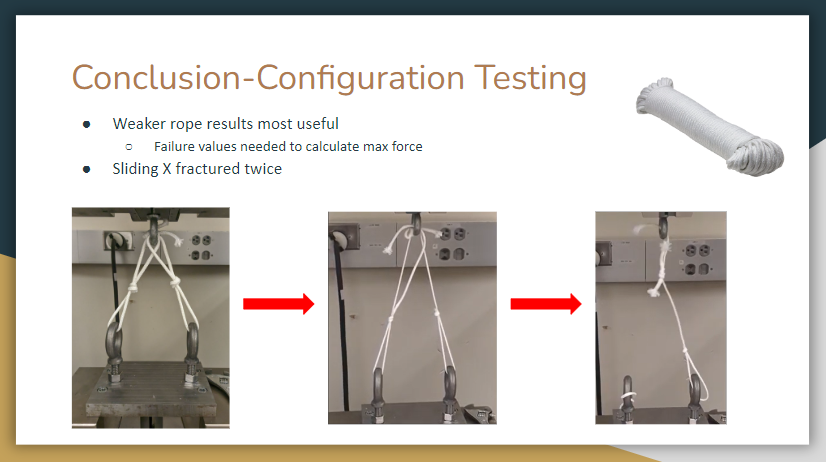 Conclusion-Configuration Testing
● Weaker rope results most useful
○ Failure values needed to calculate max force
● Sliding X fractured twice